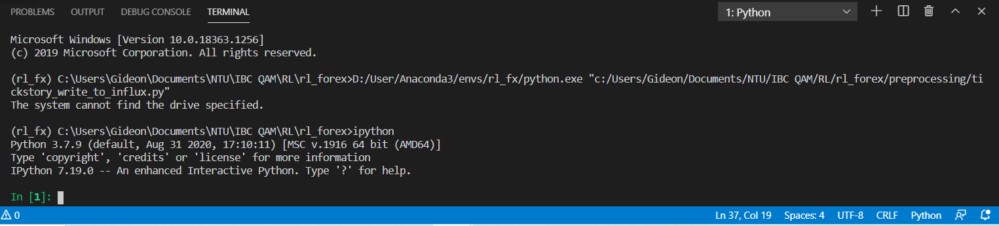 PROBLEMS OUTPUT DEBUG CONSOLE TERMINAL 1: Python
Microsoft Windows [Version 10.0.18363.1256]
(c) 2019 Microsoft Corporation. All rights reserved.
(rl_fx) C:\Users\Gideon\Documents\NTU\IBC QAM\RL\rl_forex>D:/User/Anaconda3/envs/rl_fx/python.exe "c:/Users/Gideon/Documents/NTU/IBC QAM/RL/rl_forex/preprocessing/ti
ckstory_write_to_influx.py"
The system cannot find the drive specified.
(rl_fx) C:\Users\Gideon\Documents\NTU\IBC QAM\RL\rl_forex>ipython
Python 3.7.9 (default, Aug 31 2020, 17:10:11) [MSC v.1916 64 bit (AMD64)]
Type 'copyright', 'credits' or 'license' for more information
IPython 7.19.0 -- An enhanced Interactive Python. Type '?' for help.
In [1]:
0 Ln 37, Col 19 Spaces: 4 UTF-8 CRLF Python